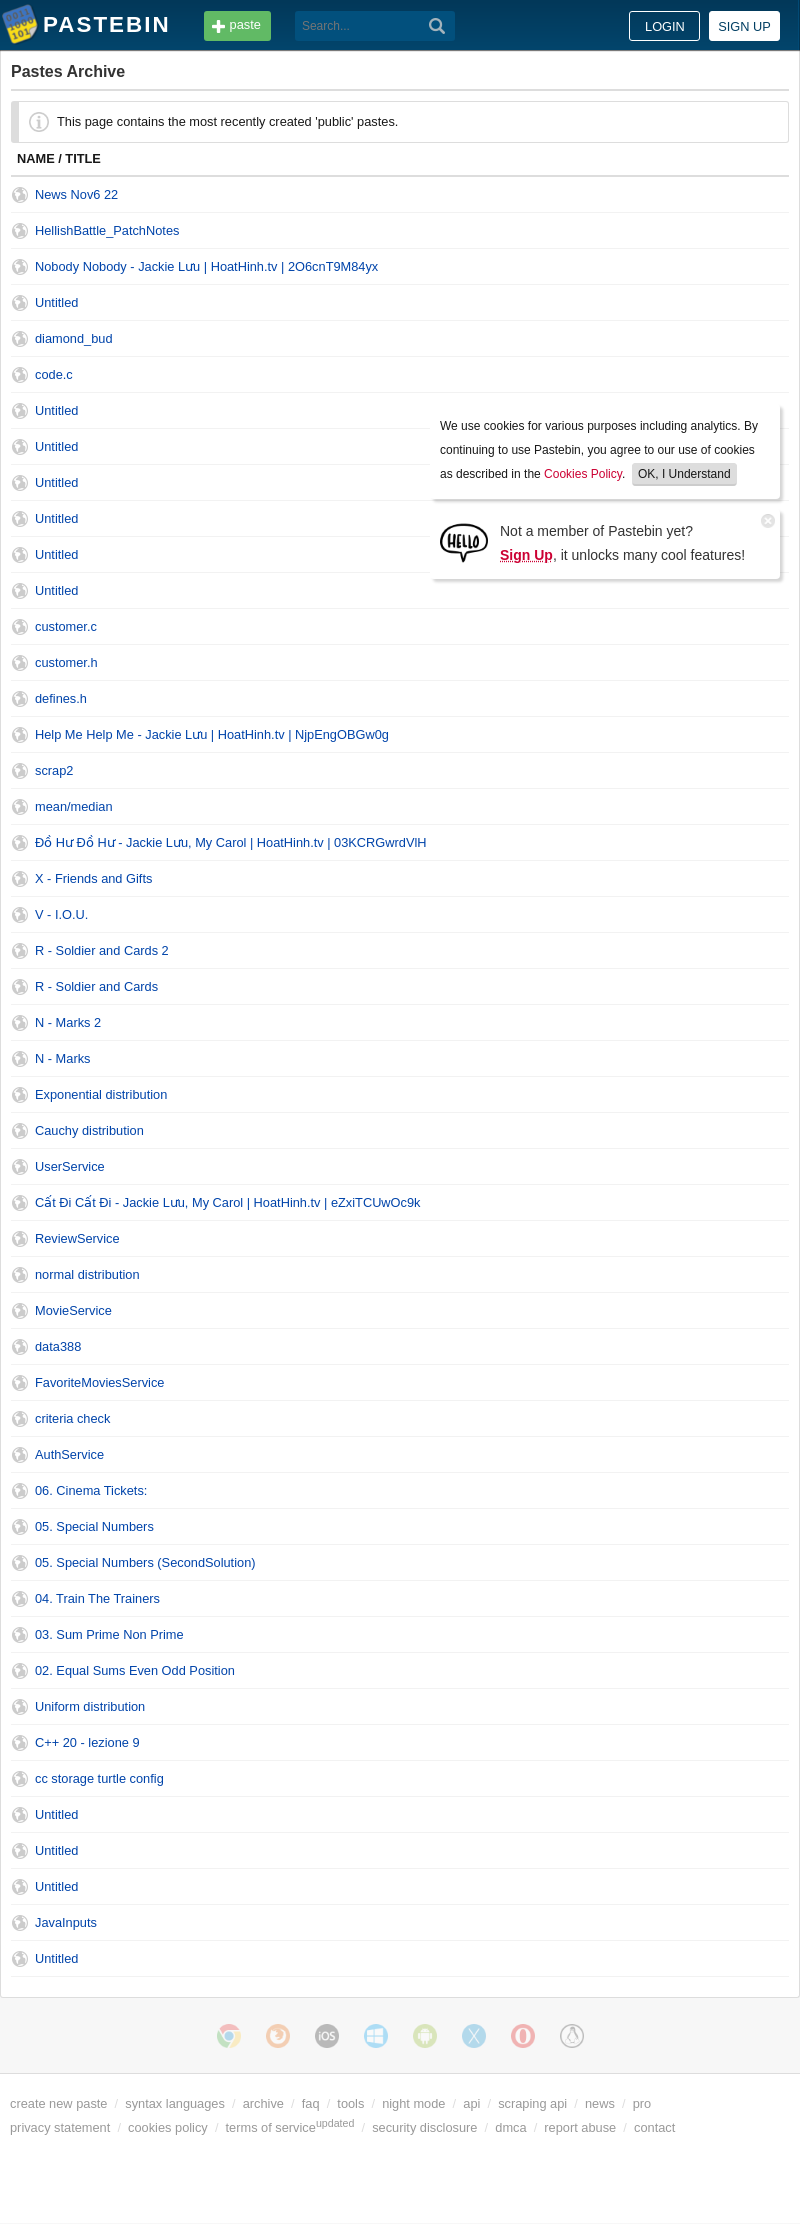 PASTEBIN
paste
Search...
LOGIN
SIGN UP
Pastes Archive
This page contains the most recently created 'public' pastes.
NAME / TITLE
News Nov6 22
HellishBattle_PatchNotes
Nobody Nobody - Jackie Lưu | HoatHinh.tv | 2O6cnT9M84yx
Untitled
diamond_bud
code.c
Untitled
Untitled
Untitled
Untitled
Untitled
Untitled
We use cookies for various purposes including analytics. By
continuing to use Pastebin, you agree to our use of cookies
as described in the Cookies Policy. OK, I Understand
HELLO
Not a member of Pastebin yet?
Sign Up, it unlocks many cool features!
customer.c
customer.h
defines.h
Help Me Help Me - Jackie Lưu | HoatHinh.tv | NjpEngOBGw0g
scrap2
mean/median
Đồ Hư Đồ Hư - Jackie Lưu, My Carol | HoatHinh.tv | 03KCRGwrdVlH
X - Friends and Gifts
V - I.O.U.
R - Soldier and Cards 2
R - Soldier and Cards
N - Marks 2
N - Marks
Exponential distribution
Cauchy distribution
UserService
Cất Đi Cất Đi - Jackie Lưu, My Carol | HoatHinh.tv | eZxiTCUwOc9k
ReviewService
normal distribution
MovieService
data388
FavoriteMoviesService
criteria check
AuthService
06. Cinema Tickets:
05. Special Numbers
05. Special Numbers (SecondSolution)
04. Train The Trainers
03. Sum Prime Non Prime
02. Equal Sums Even Odd Position
Uniform distribution
C++ 20 - lezione 9
cc storage turtle config
Untitled
Untitled
Untitled
JavaInputs
Untitled
iOS
create new paste / syntax languages / archive / faq / tools / night mode / api / scraping api / news / pro
privacy statement / cookies policy / terms of service updated / security disclosure / dmca / report abuse / contact